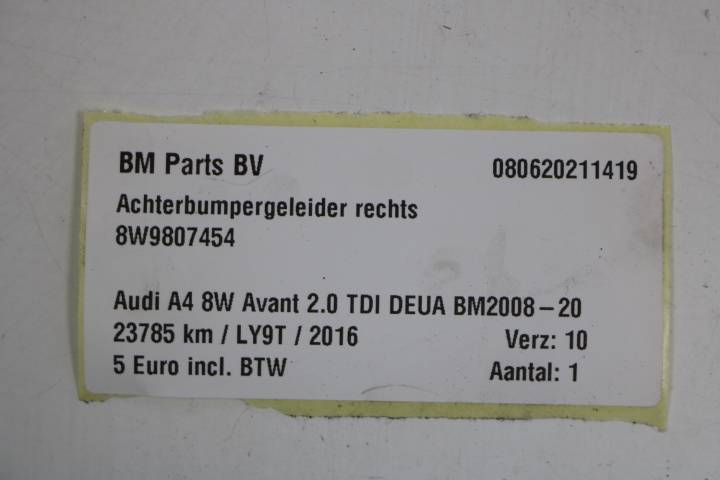 BM Parts BV 080620211419
Achterbumpergeleider rechts
8W9807454
Audi A4 8W Avant 2.0 TDI DEUA BM2008-20
23785 km / LY9T / 2016 Verz: 10
5 Euro incl. BTW Aantal: 1